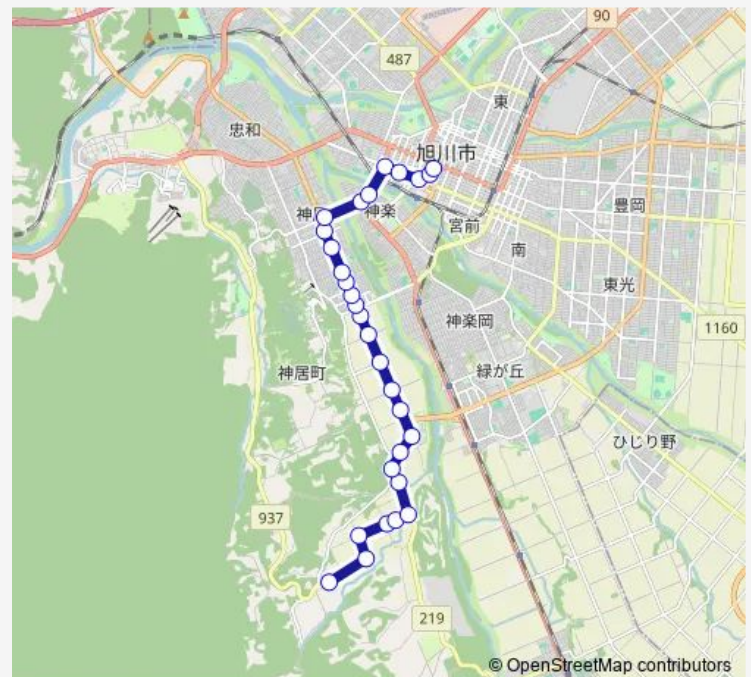 90
487
東
忠和
旭川市
豊岡
神楽
宮前
南
東光
神楽岡
1160
緑が丘
神居町
ひじり野
937
219
© OpenStreetMap contributors